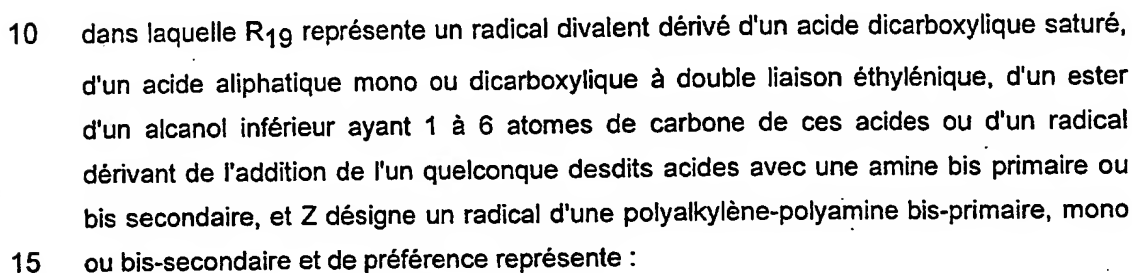 10 dans laquelle R19 représente un radical divalent dérivé d'un acide dicarboxylique saturé,
d'un acide aliphatique mono ou dicarboxylique à double liaison éthylénique, d'un ester
d'un alcanol inférieur ayant 1 à 6 atomes de carbone de ces acides ou d'un radical
dérivant de l'addition de l'un quelconque desdits acides avec une amine bis primaire ou
bis secondaire, et Z désigne un radical d'une polyalkylène-polyamine bis-primaire, mono
15 ou bis-secondaire et de préférence représente :